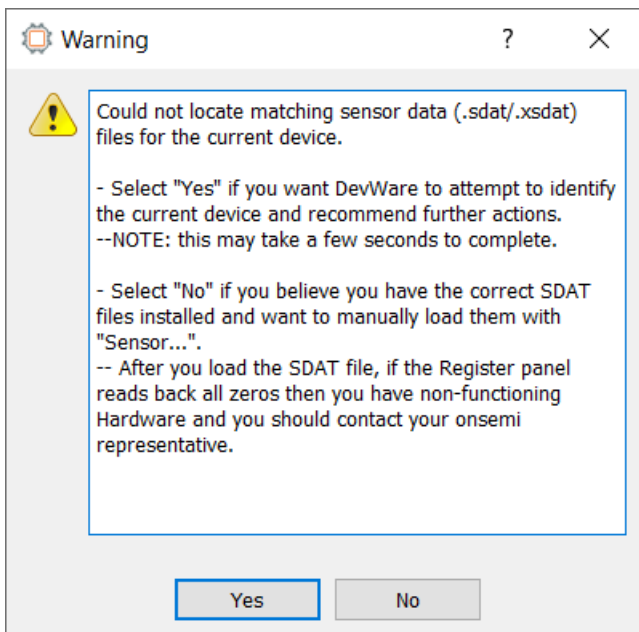 Warning
?
Could not locate matching sensor data (.sdat/.xsdat)
files for the current device.
- Select "Yes" if you want DevWare to attempt to identify
the current device and recommend further actions.
--NOTE: this may take a few seconds to complete.
- Select "No" if you believe you have the correct SDAT
files installed and want to manually load them with
"Sensor...".
-- After you load the SDAT file, if the Register panel
reads back all zeros then you have non-functioning
Hardware and you should contact your onsemi
representative.
Yes
No